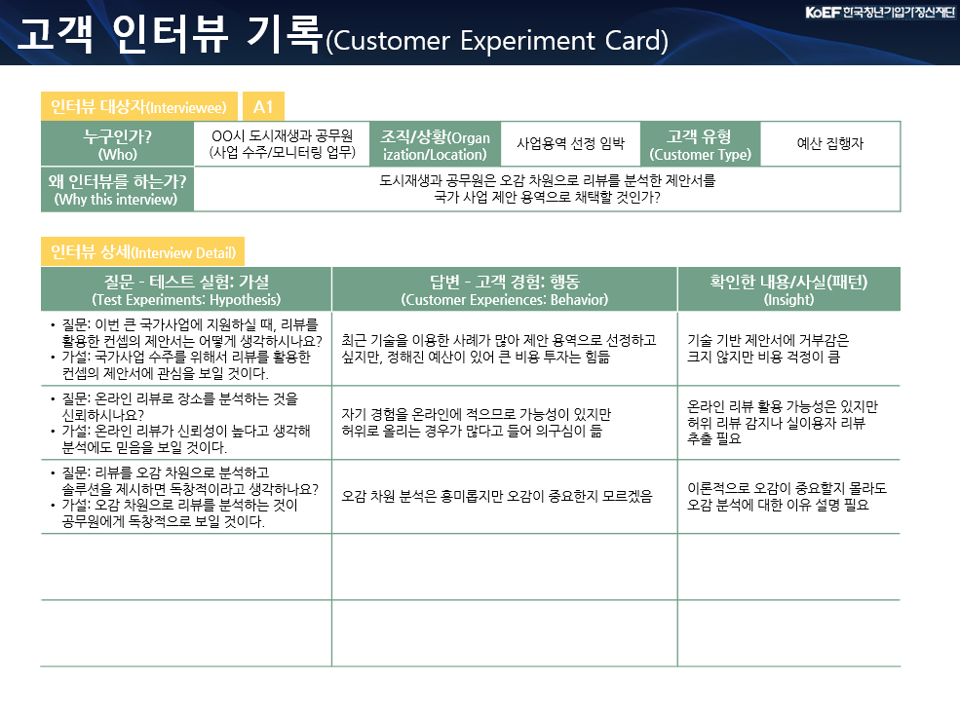 고객 인터뷰 기록(Customer Experiment Card)
KOEF 한국청년기업가정신재단
인터뷰 대상자(Interviewee) A1
누구인가?
(Who)
OO시 도시재생과 공무원
(사업 수주/모니터링 업무)
조직/상황(Organ
ization/Location)
사업용역 선정 임박
고객 유형
(Customer Type)
예산 집행자
왜 인터뷰를 하는가?
(Why this interview)
도시재생과 공무원은 오감 차원으로 리뷰를 분석한 제안서를
국가 사업 제안 용역으로 채택할 것인가?
인터뷰 상세(Interview Detail)
질문 - 테스트 실험: 가설
(Test Experiments: Hypothesis)
답변 - 고객 경험: 행동
(Customer Experiences: Behavior)
확인한 내용/사실(패턴)
(Insight)
• 질문: 이번 큰 국가사업에 지원하실 때, 리뷰를
활용한 컨셉의 제안서는 어떻게 생각하시나요?
• 가설: 국가사업 수주를 위해서 리뷰를 활용한
컨셉의 제안서에 관심을 보일 것이다.
최근 기술을 이용한 사례가 많아 제안 용역으로 선정하고
싶지만, 정해진 예산이 있어 큰 비용 투자는 힘듦
기술 기반 제안서에 거부감은
크지 않지만 비용 걱정이 큼
• 질문: 온라인 리뷰로 장소를 분석하는 것을
신뢰하시나요?
• 가설: 온라인 리뷰가 신뢰성이 높다고 생각해
분석에도 믿음을 보일 것이다.
자기 경험을 온라인에 적으므로 가능성이 있지만
허위로 올리는 경우가 많다고 들어 의구심이 듦
온라인 리뷰 활용 가능성은 있지만
허위 리뷰 감지나 실이용자 리뷰
추출 필요
• 질문: 리뷰를 오감 차원으로 분석하고
솔루션을 제시하면 독창적이라고 생각하나요?
• 가설: 오감 차원으로 리뷰를 분석하는 것이
공무원에게 독창적으로 보일 것이다.
오감 차원 분석은 흥미롭지만 오감이 중요한지 모르겠음
이론적으로 오감이 중요할지 몰라도
오감 분석에 대한 이유 설명 필요